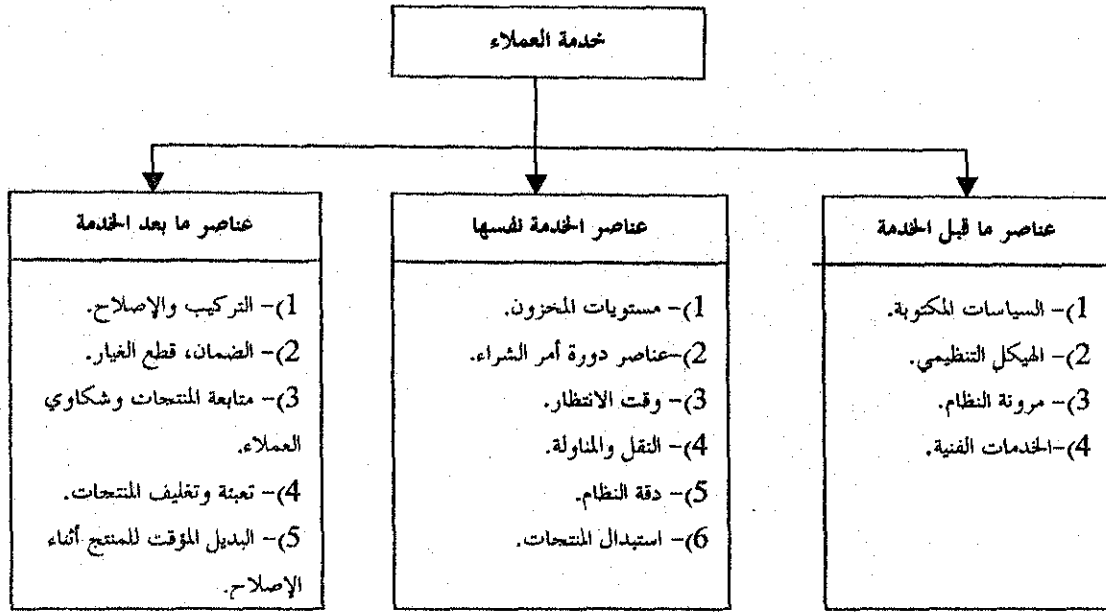 خدمة العملاء
عناصر ما قبل الخدمة
1)- السياسات المكتوبة.
2)- الهيكل التنظيمي.
3)- مرونة النظام.
4)-الخدمات الفنية.
عناصر الخدمة نفسها
1)- مستويات المخزون.
2)-عناصر دورة أمر الشراء.
3)- وقت الانتظار.
4)- النقل والمناولة.
5)- دقة النظام.
6)- استبدال المنتجات.
عناصر ما بعد الخدمة
1)- التركيب والإصلاح.
2)- الضمان، قطع الغيار.
3)- متابعة المنتجات وشكاوي
العملاء.
4)- تعبئة وتغليف المنتجات.
5)- البديل المؤقت للمنتج أثناء
الإصلاح.